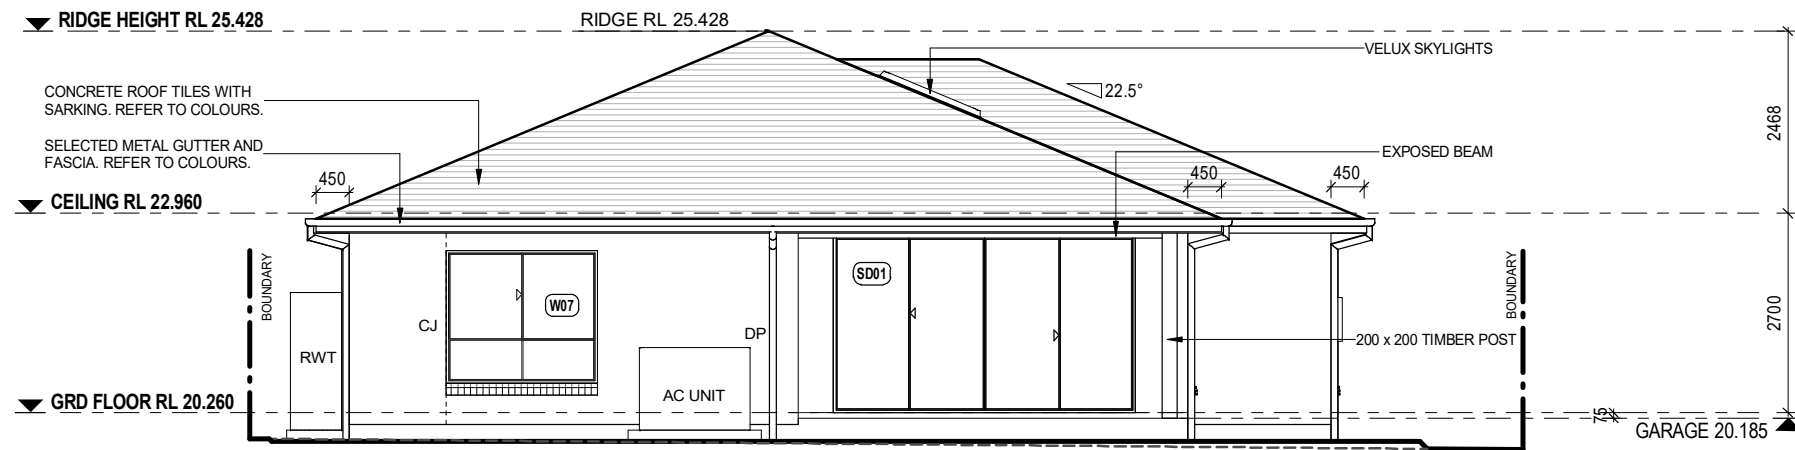 RIDGE HEIGHT RL 25.428
RIDGE RL 25.428
VELUX SKYLIGHTS
CONCRETE ROOF TILES WITH
SARKING. REFER TO COLOURS.
22.5°
2468
SELECTED METAL GUTTER AND
FASCIA. REFER TO COLOURS.
EXPOSED BEAM
450
450
450
CEILING RL 22.960
BOUNDARY
SD01
BOUNDARY
W07
2700
CJ
DP
RWT
200 x 200 TIMBER POST
AC UNIT
GRD FLOOR RL 20.260
75
GARAGE 20.185